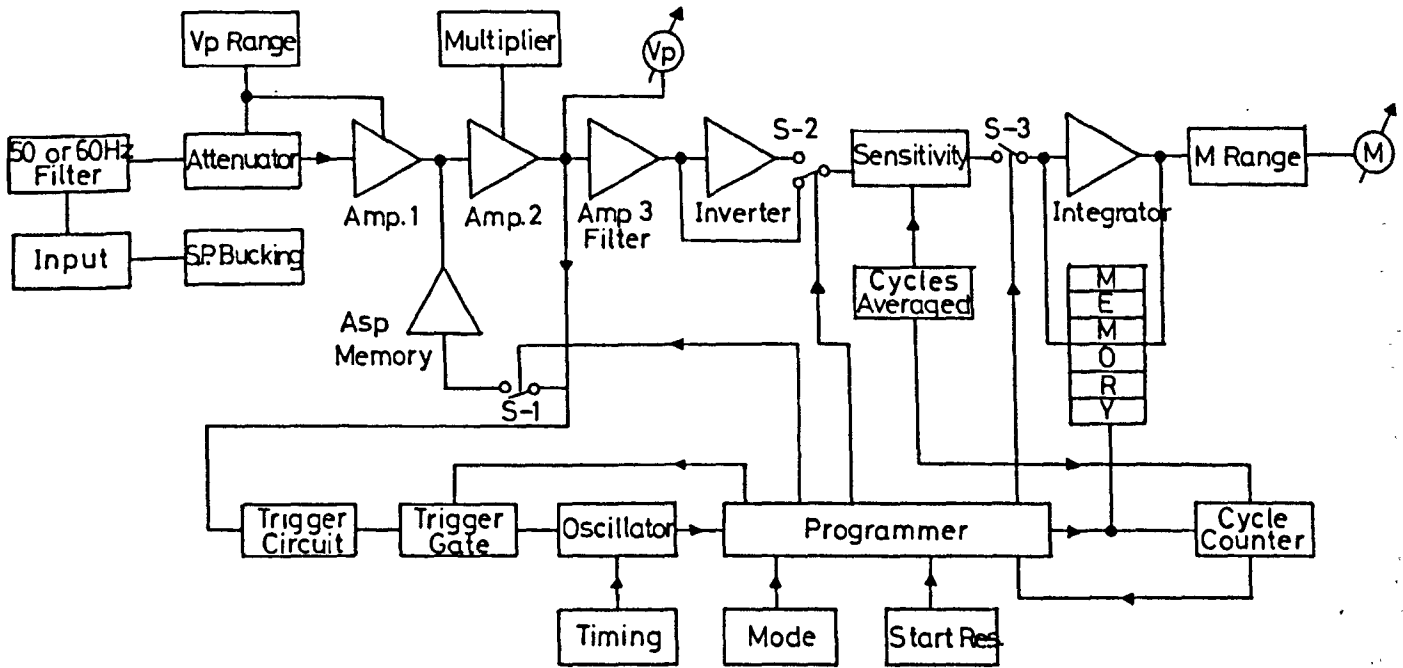 Vp Range
Multiplier
Vp
50 or 60Hz
Filter
Attenuator
Amp.1
Amp.2
Amp 3
Filter
Inverter
S-2
Sensitivity
S-3
Integrator
M Range
M
Input
S.P. Bucking
Asp
Memory
S-1
Cycles
Averaged
M
E
M
O
R
Y
Trigger
Circuit
Trigger
Gate
Oscillator
Programmer
Cycle
Counter
Timing
Mode
Start Res.